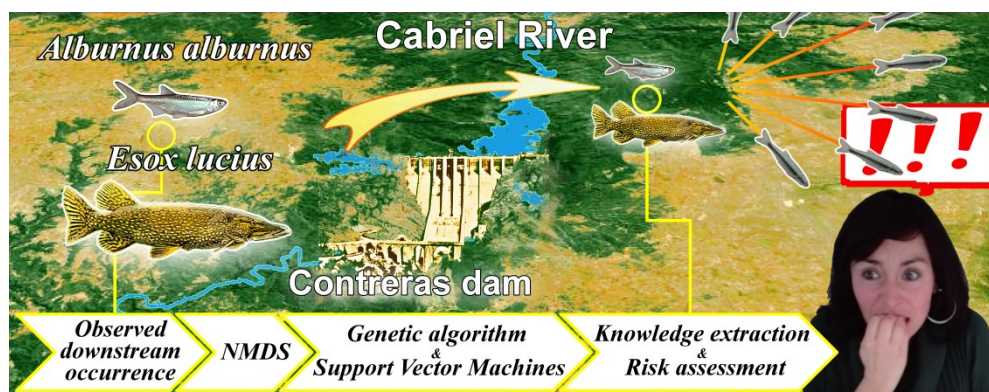 Alburnus alburnus
Cabriel River
Esox lucius
!!!
Contreras dam
Observed
downstream
occurrence
NMDS
Genetic algorithm
&
Support Vector Machines
Knowledge extraction
&
Risk assessment